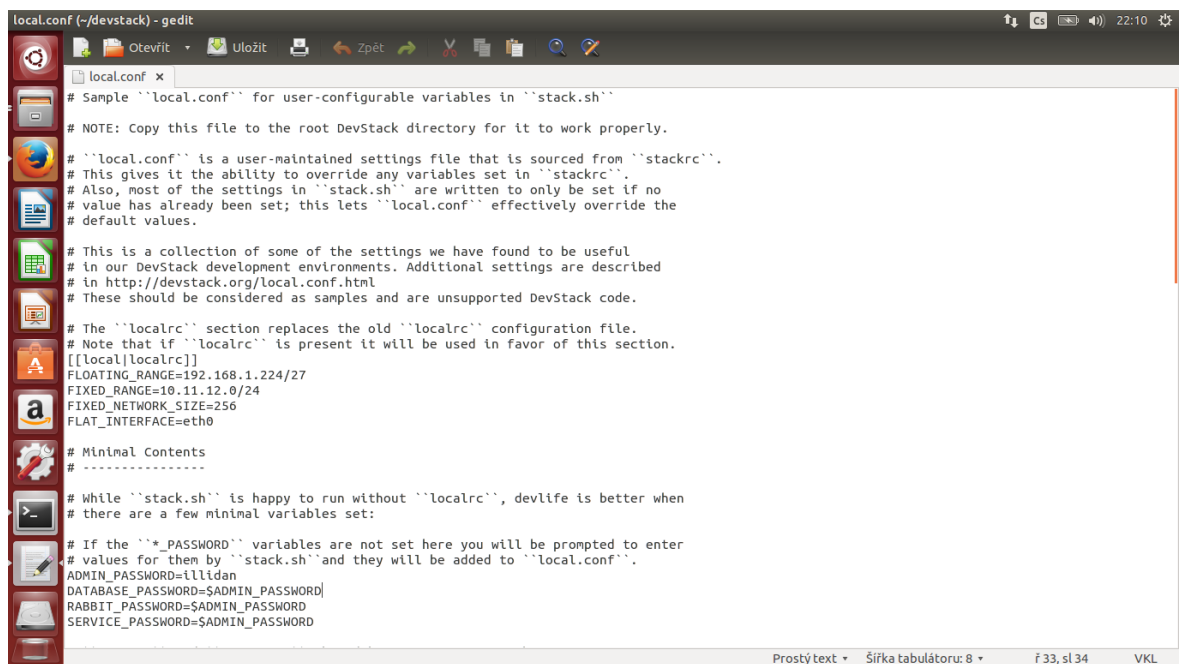 local.conf (~/devstack) - gedit
Cs
22:10
Otevřít
Uložit
Zpět
local.conf ×
# Sample ``local.conf`` for user-configurable variables in ``stack.sh``
# NOTE: Copy this file to the root DevStack directory for it to work properly.
# ``local.conf`` is a user-maintained settings file that is sourced from ``stackrc``.
# This gives it the ability to override any variables set in ``stackrc``.
# Also, most of the settings in ``stack.sh`` are written to only be set if no
# value has already been set; this lets ``local.conf`` effectively override the
# default values.
# This is a collection of some of the settings we have found to be useful
# in our DevStack development environments. Additional settings are described
# in http://devstack.org/local.conf.html
# These should be considered as samples and are unsupported DevStack code.
# The ``localrc`` section replaces the old ``localrc`` configuration file.
# Note that if ``localrc`` is present it will be used in favor of this section.
[[local|localrc]]
FLOATING_RANGE=192.168.1.224/27
FIXED_RANGE=10.11.12.0/24
FIXED_NETWORK_SIZE=256
FLAT_INTERFACE=eth0
# Minimal Contents
# ----------------
# While ``stack.sh`` is happy to run without ``localrc``, devlife is better when
# there are a few minimal variables set:
# If the ``*_PASSWORD`` variables are not set here you will be prompted to enter
# values for them by ``stack.sh``and they will be added to ``local.conf``.
ADMIN_PASSWORD=illidan
DATABASE_PASSWORD=$ADMIN_PASSWORD
RABBIT_PASSWORD=$ADMIN_PASSWORD
SERVICE_PASSWORD=$ADMIN_PASSWORD
Prostý text
Šířka tabulátoru: 8
ř 33, sl 34
VKL